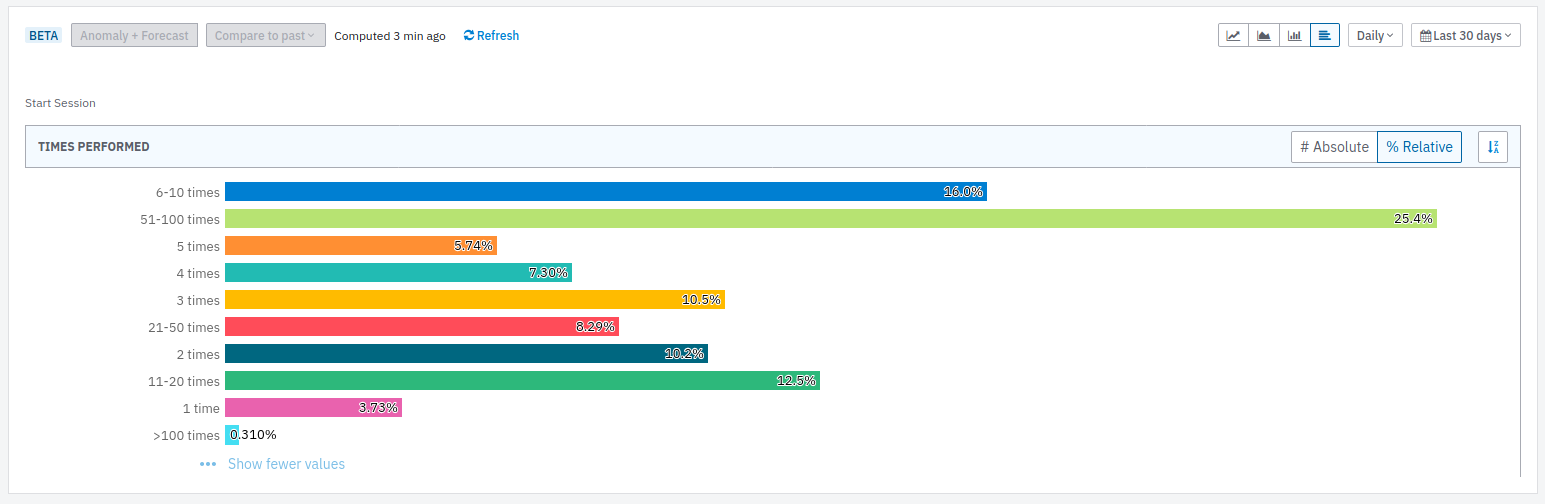 BETA Anomaly + Forecast Compare to past Computed 3 min ago Refresh Daily Last 30 days
Start Session
TIMES PERFORMED # Absolute % Relative
6-10 times 16.0%
51-100 times 25.4%
5 times 5.74%
4 times 7.30%
3 times 10.5%
21-50 times 8.29%
2 times 10.2%
11-20 times 12.5%
1 time 3.73%
>100 times 0.310%
••• Show fewer values